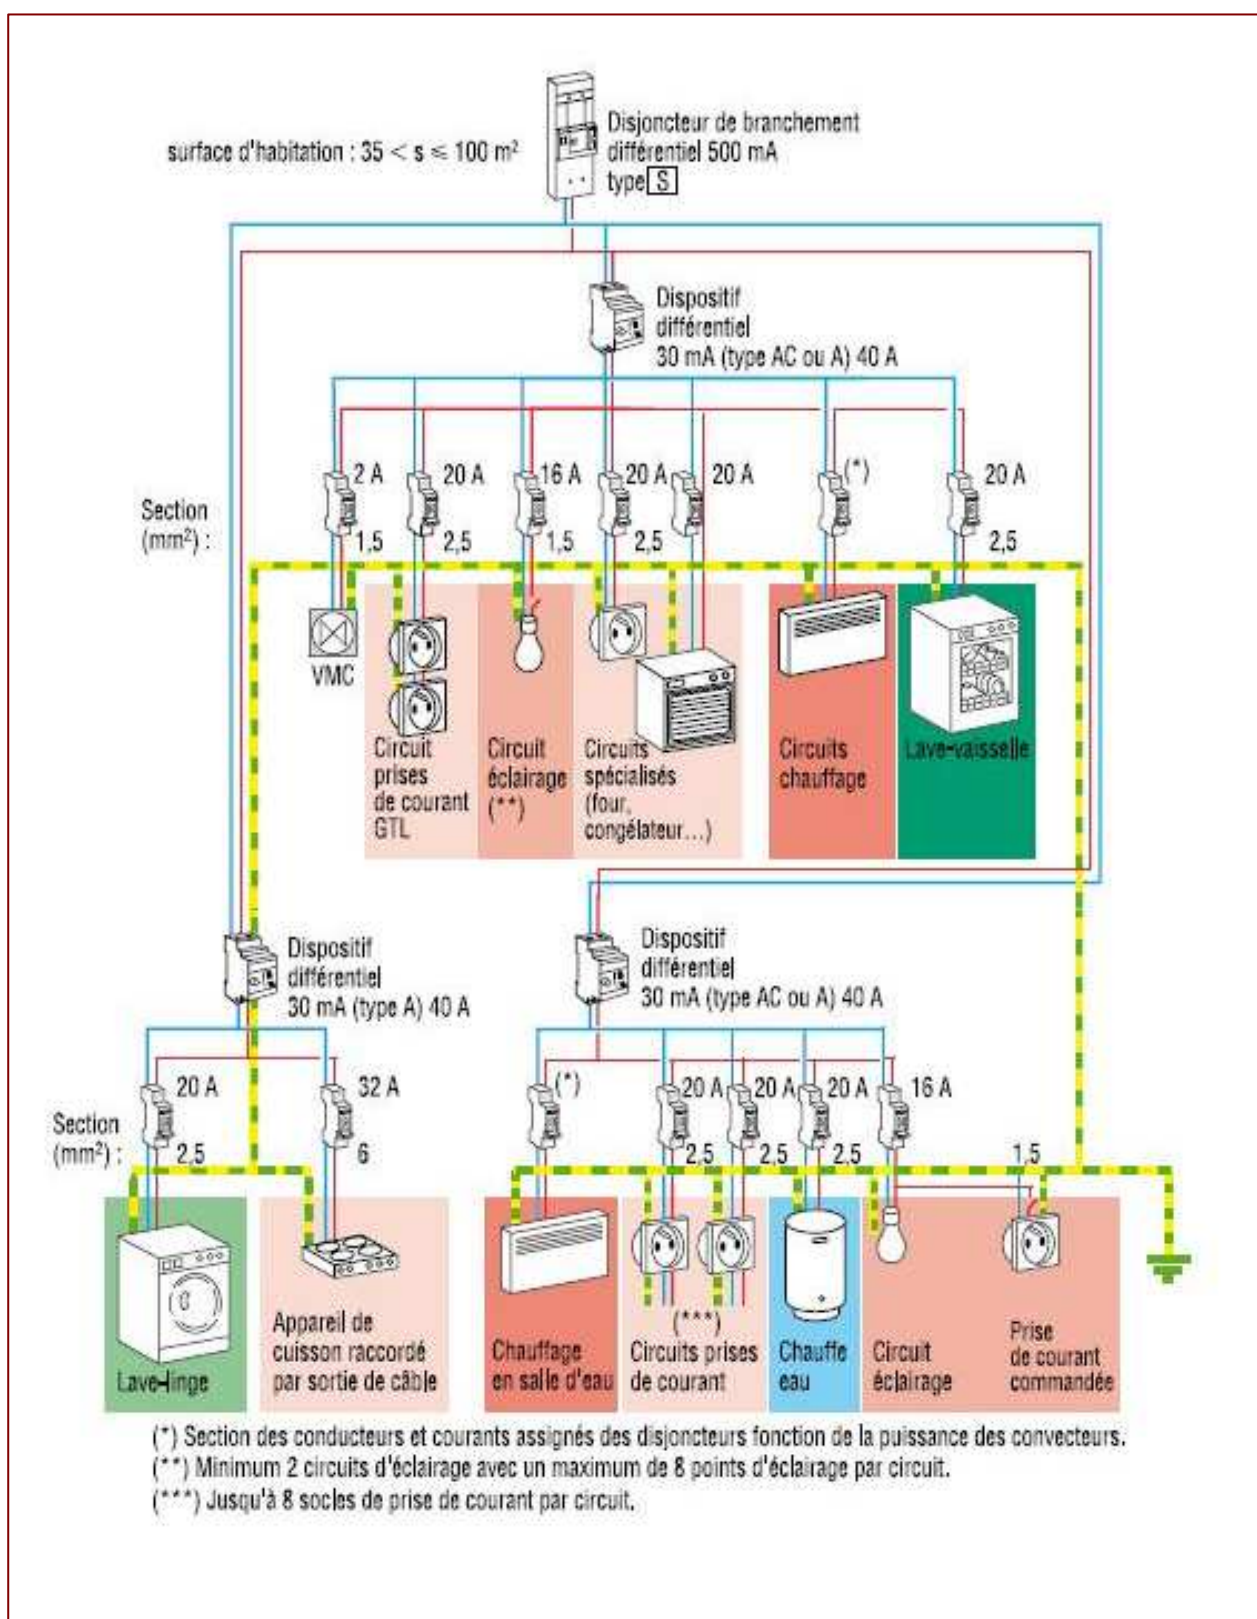 surface d'habitation : 35 < s ≤ 100 m²
Disjoncteur de branchement
différentiel 500 mA
type S
Dispositif
différentiel
30 mA (type AC ou A) 40 A
2 A
20 A
16 A
20 A
20 A
(*)
20 A
Section
(mm²) :
1,5
2,5
1,5
2,5
2,5
VMC
Circuit
prises
de courant
GTL
Circuit
éclairage
(**)
Circuits
spécialisés
(four,
congélateur...)
Circuits
chauffage
Lave-vaisselle
Dispositif
différentiel
30 mA (type A) 40 A
Dispositif
différentiel
30 mA (type AC ou A) 40 A
20 A
32 A
(*)
20 A
20 A
20 A
16 A
Section
(mm²) :
2,5
6
2,5
2,5
2,5
1,5
Lave-linge
Appareil de
cuisson raccordé
par sortie de câble
Chauffage
en salle d'eau
(***)
Circuits prises
de courant
Chauffe
eau
Circuit
éclairage
Prise
de courant
commandée
(*) Section des conducteurs et courants assignés des disjoncteurs fonction de la puissance des convecteurs.
(**) Minimum 2 circuits d'éclairage avec un maximum de 8 points d'éclairage par circuit.
(***) Jusqu'à 8 socles de prise de courant par circuit.